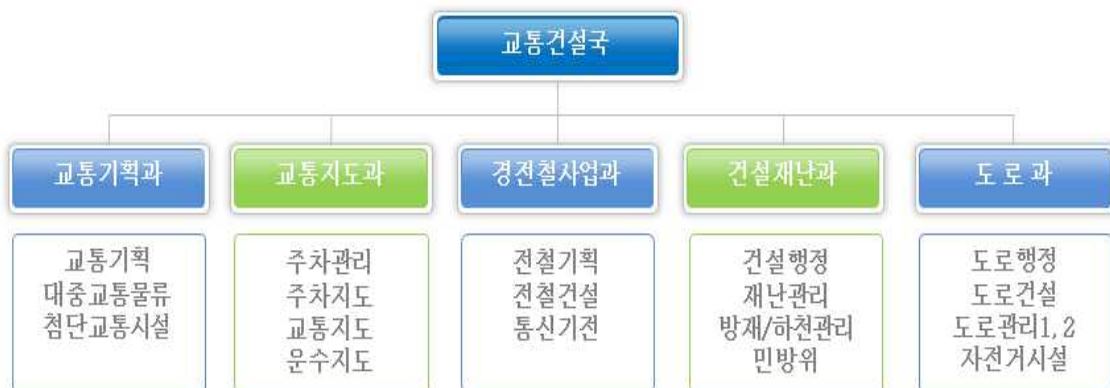 교통건설국
교통기획과
교통지도과
경전철사업과
건설재난과
도 로 과
교통기획
대중교통물류
첨단교통시설
주차관리
주차지도
교통지도
운수지도
전철기획
전철건설
통신기전
건설행정
재난관리
방재/하천관리
민방위
도로행정
도로건설
도로관리1, 2
자전거시설